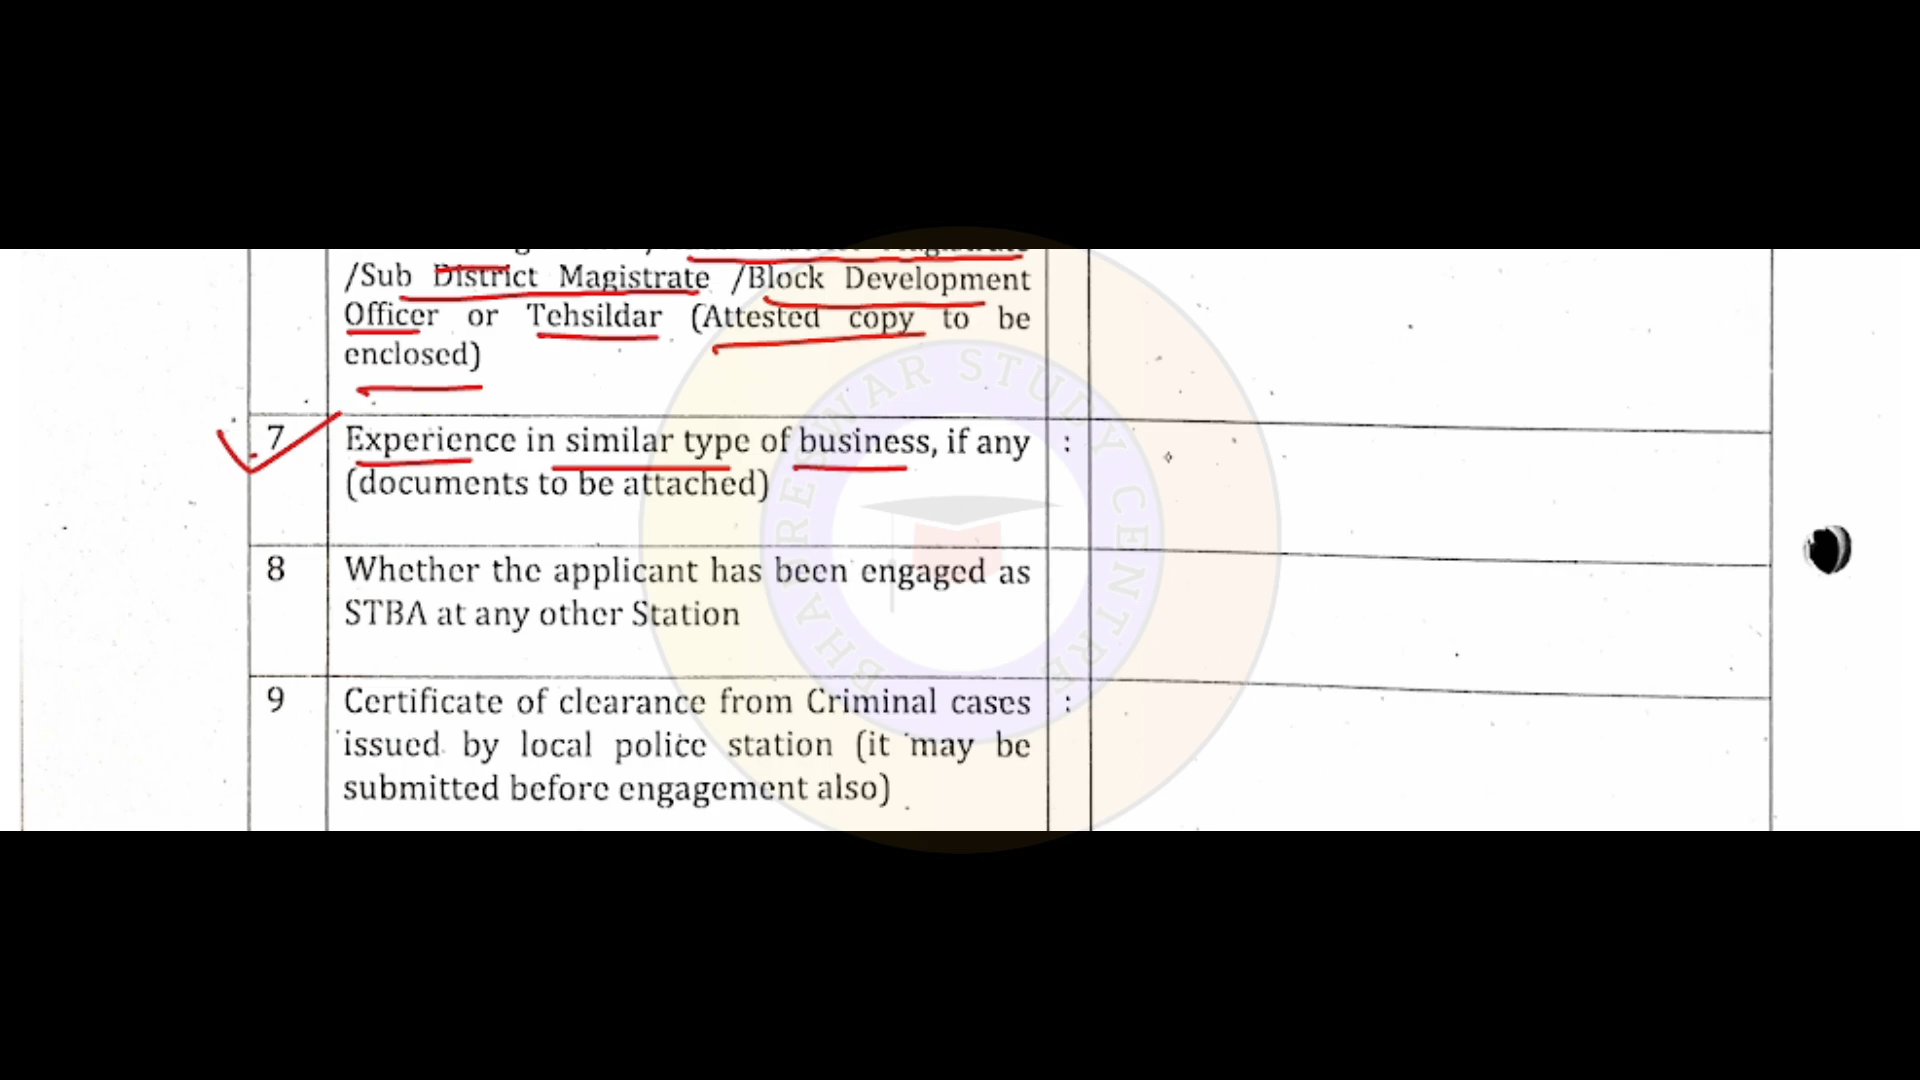 /Sub District Magistrate /Block Development
Officer or Tehsildar (Attested copy to be
enclosed)
7 Experience in similar type of business, if any :
(documents to be attached)
8 Whether the applicant has been engaged as
STBA at any other Station
9 Certificate of clearance from Criminal cases :
issued by local police station (it may be
submitted before engagement also)
BHADRESWAR STUDY CENTRE